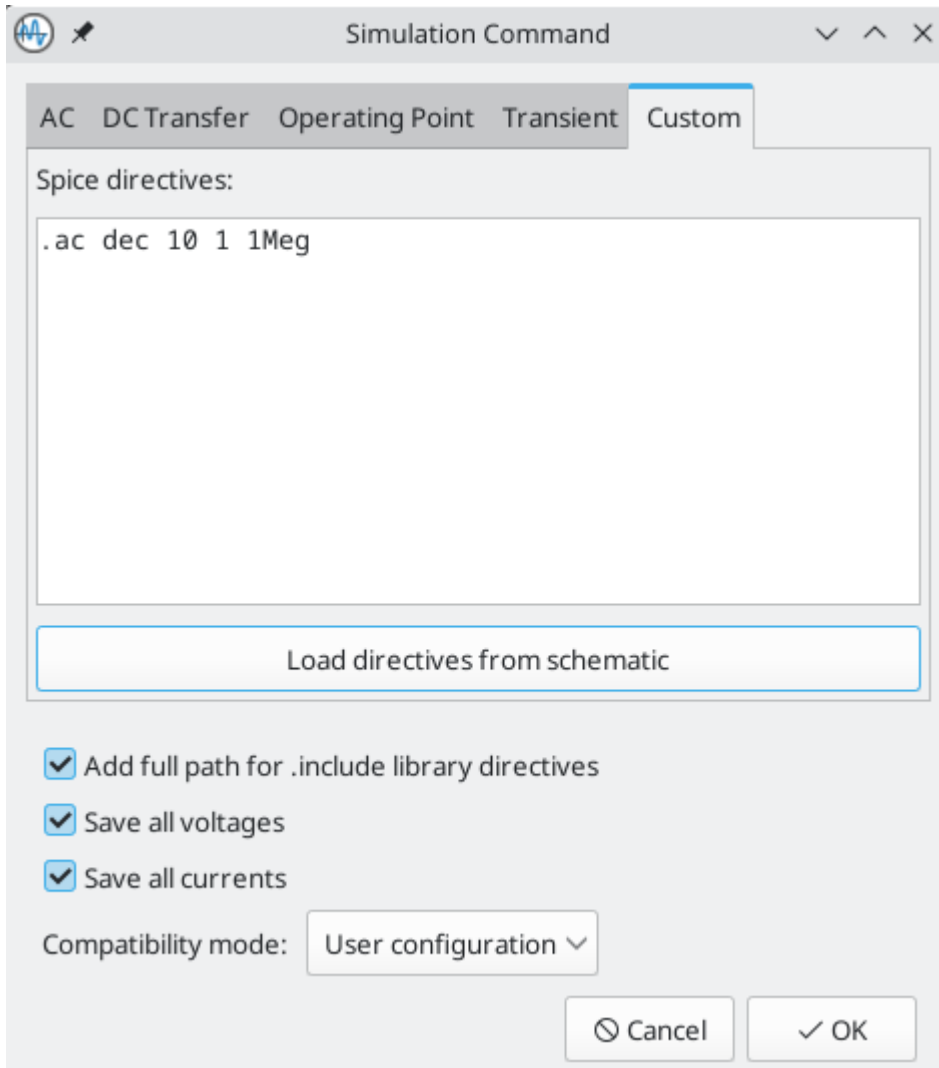 Simulation Command
AC DC Transfer Operating Point Transient Custom
Spice directives:
.ac dec 10 1 1Meg
Load directives from schematic
Add full path for .include library directives
Save all voltages
Save all currents
Compatibility mode: User configuration
Cancel OK